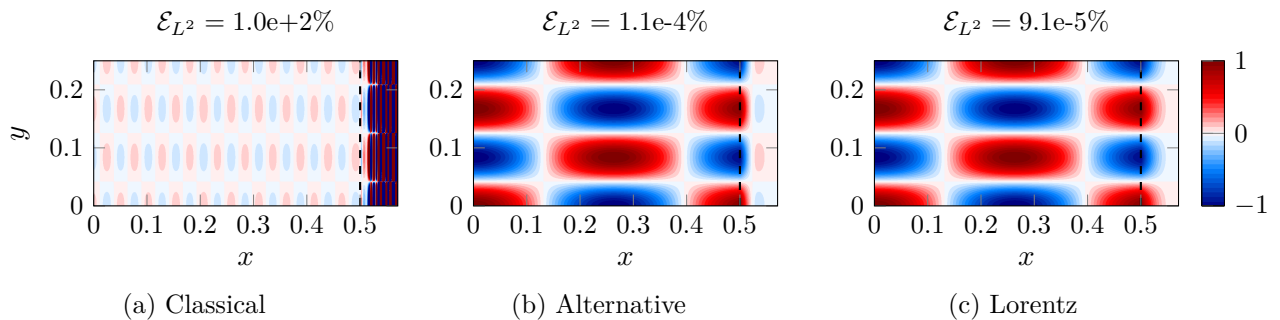 ℰ_{L²} = 1.0e+2%
ℰ_{L²} = 1.1e-4%
ℰ_{L²} = 9.1e-5%
0.2
0.1
0
y
0 0.1 0.2 0.3 0.4 0.5
x
(a) Classical
0.2
0.1
0
0 0.1 0.2 0.3 0.4 0.5
x
(b) Alternative
0.2
0.1
0
0 0.1 0.2 0.3 0.4 0.5
x
(c) Lorentz
1
0
−1